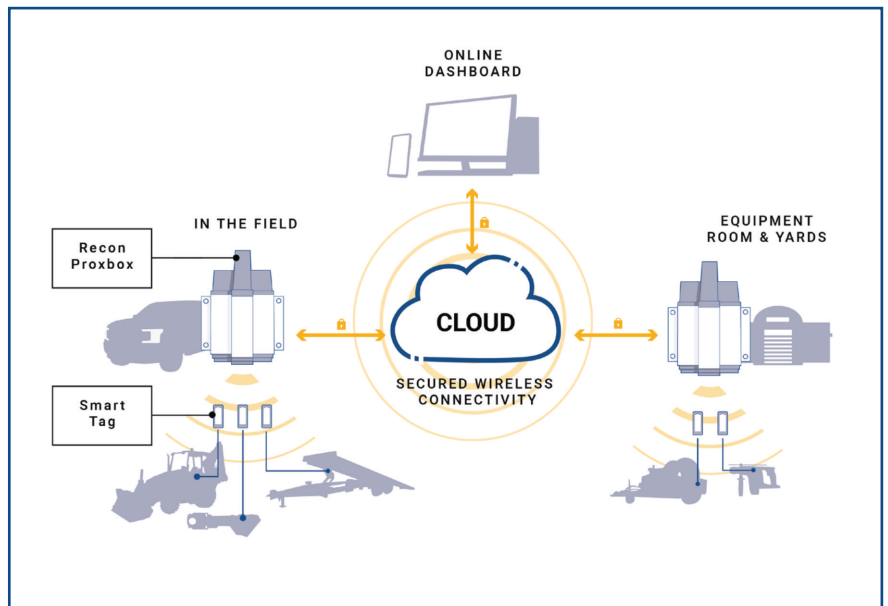 ONLINE
DASHBOARD
IN THE FIELD
EQUIPMENT
ROOM & YARDS
Recon
Proxbox
CLOUD
SECURED WIRELESS
CONNECTIVITY
Smart
Tag